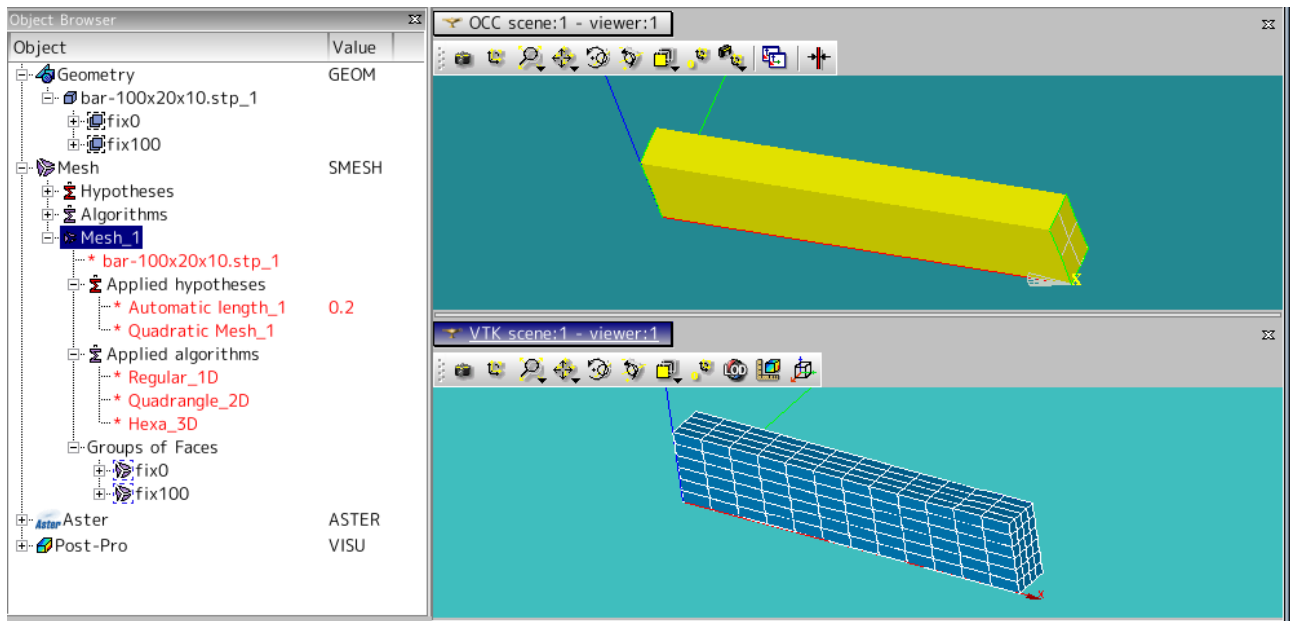 Object Browser
Object Value
Geometry GEOM
bar-100x20x10.stp_1
fix0
fix100
Mesh SMESH
Hypotheses
Algorithms
Mesh_1
* bar-100x20x10.stp_1
Applied hypotheses
* Automatic length_1 0.2
* Quadratic Mesh_1
Applied algorithms
* Regular_1D
* Quadrangle_2D
* Hexa_3D
Groups of Faces
fix0
fix100
Aster Aster ASTER
Post-Pro VISU
OCC scene:1 - viewer:1
X
VTK scene:1 - viewer:1
LOD
X